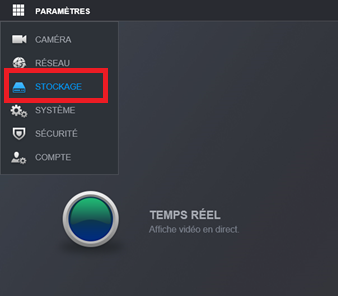 PARAMÈTRES
CAMÉRA
RÉSEAU
STOCKAGE
SYSTÈME
SÉCURITÉ
COMPTE
TEMPS RÉEL
Affiche vidéo en direct.